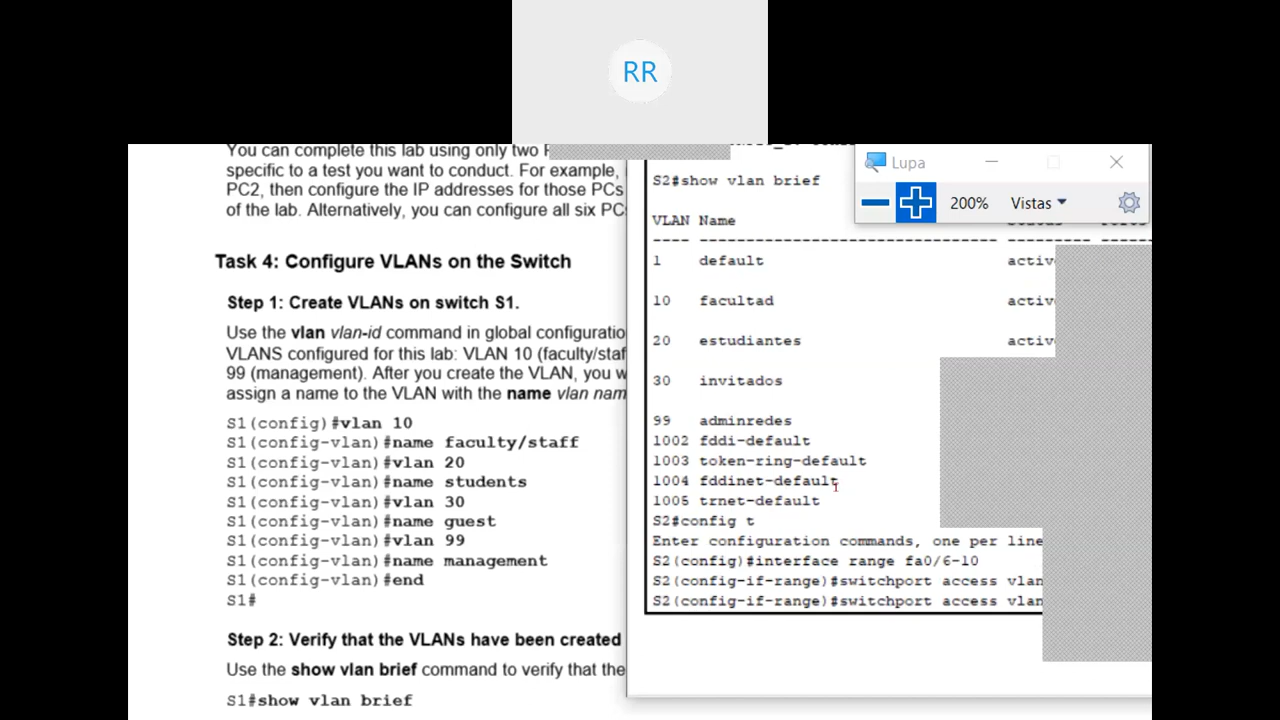 RR
You can complete this lab using only two
specific to a test you want to conduct. For example,
PC2, then configure the IP addresses for those PCs
of the lab. Alternatively, you can configure all six PC
Task 4: Configure VLANs on the Switch
Step 1: Create VLANs on switch S1.
Use the vlan vlan-id command in global configuratio
VLANS configured for this lab: VLAN 10 (faculty/staf
99 (management). After you create the VLAN, you w
assign a name to the VLAN with the name vlan nam
S1(config)#vlan 10
S1(config-vlan)#name faculty/staff
S1(config-vlan)#vlan 20
S1(config-vlan)#name students
S1(config-vlan)#vlan 30
S1(config-vlan)#name guest
S1(config-vlan)#vlan 99
S1(config-vlan)#name management
S1(config-vlan)#end
S1#
Step 2: Verify that the VLANs have been created
Use the show vlan brief command to verify that the
S1#show vlan brief
Lupa
200% Vistas
S2#show vlan brief
VLAN Name
---- -------------------------------- --------- -----
1 default activ
10 facultad activ
20 estudiantes activ
30 invitados
99 adminredes
1002 fddi-default
1003 token-ring-default
1004 fddinet-default
1005 trnet-default
S2#config t
Enter configuration commands, one per line
S2(config)#interface range fa0/6-10
S2(config-if-range)#switchport access vlan
S2(config-if-range)#switchport access vlan